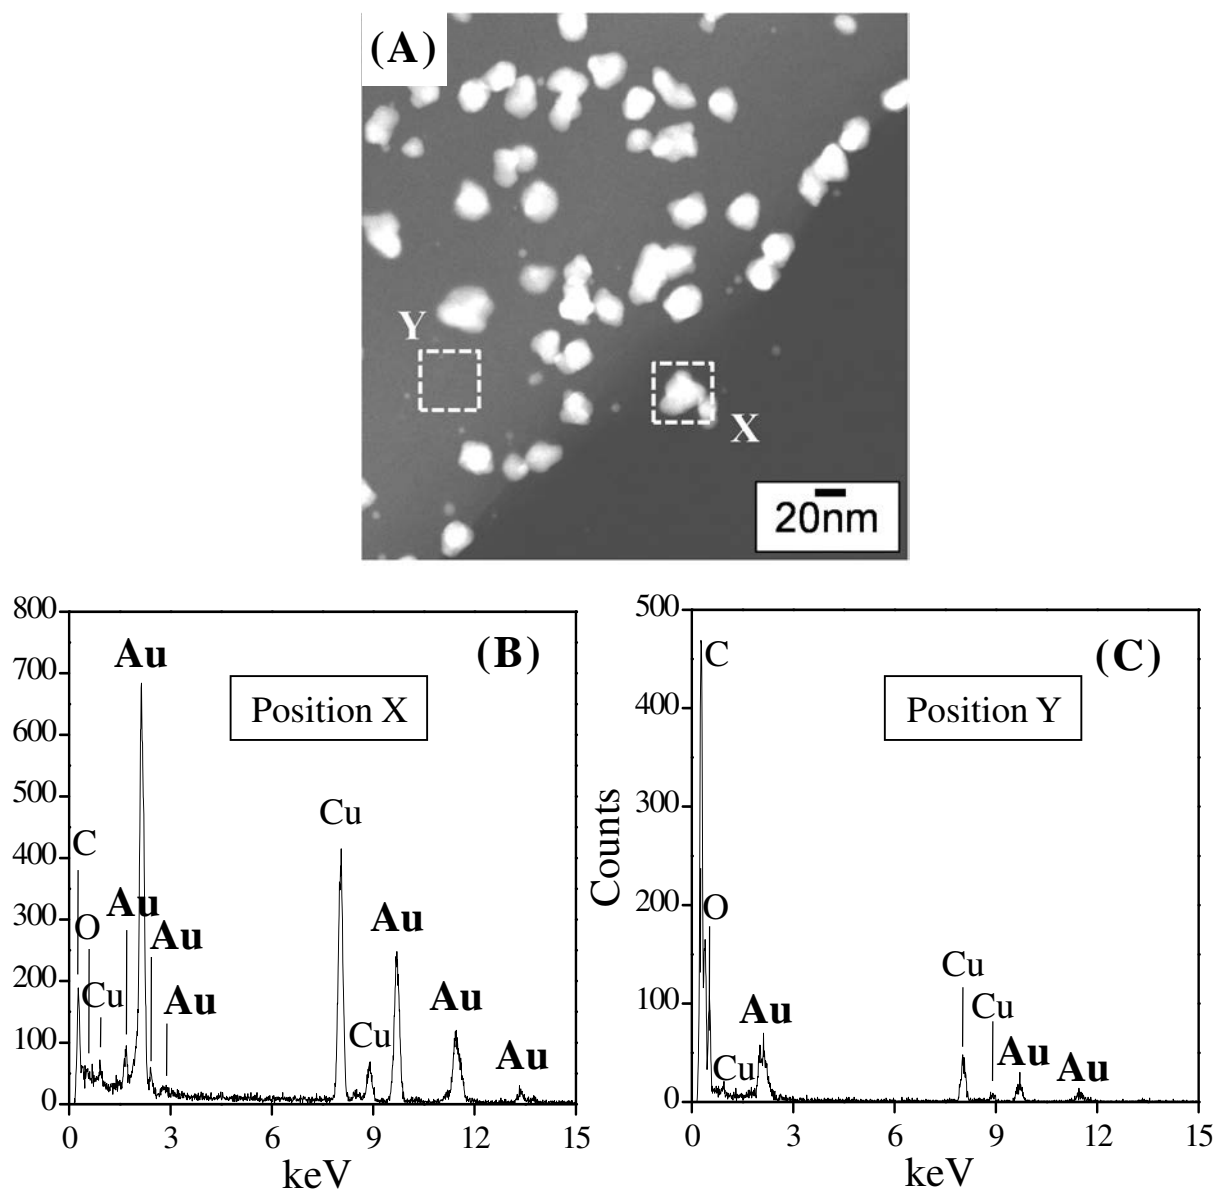 (A)
Y
X
20nm
(B)
Position X
800
700
600
500
400
300
200
100
0
Au
C
O
Cu
Au
Au
Au
Cu
Cu
Au
Au
Au
0 3 6 9 12 15
keV
(C)
Position Y
Counts
500
400
300
200
100
0
C
O
Cu
Au
Cu
Cu
Au
Au
0 3 6 9 12 15
keV